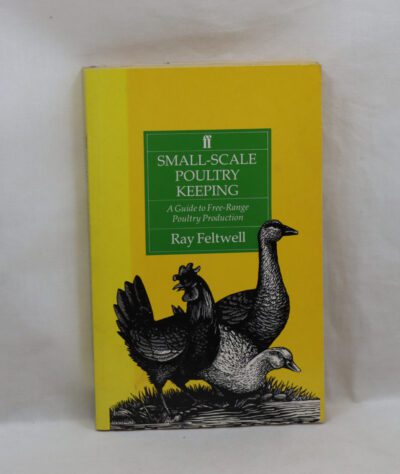 ff
SMALL-SCALE
POULTRY
KEEPING
A Guide to Free-Range
Poultry Production
Ray Feltwell